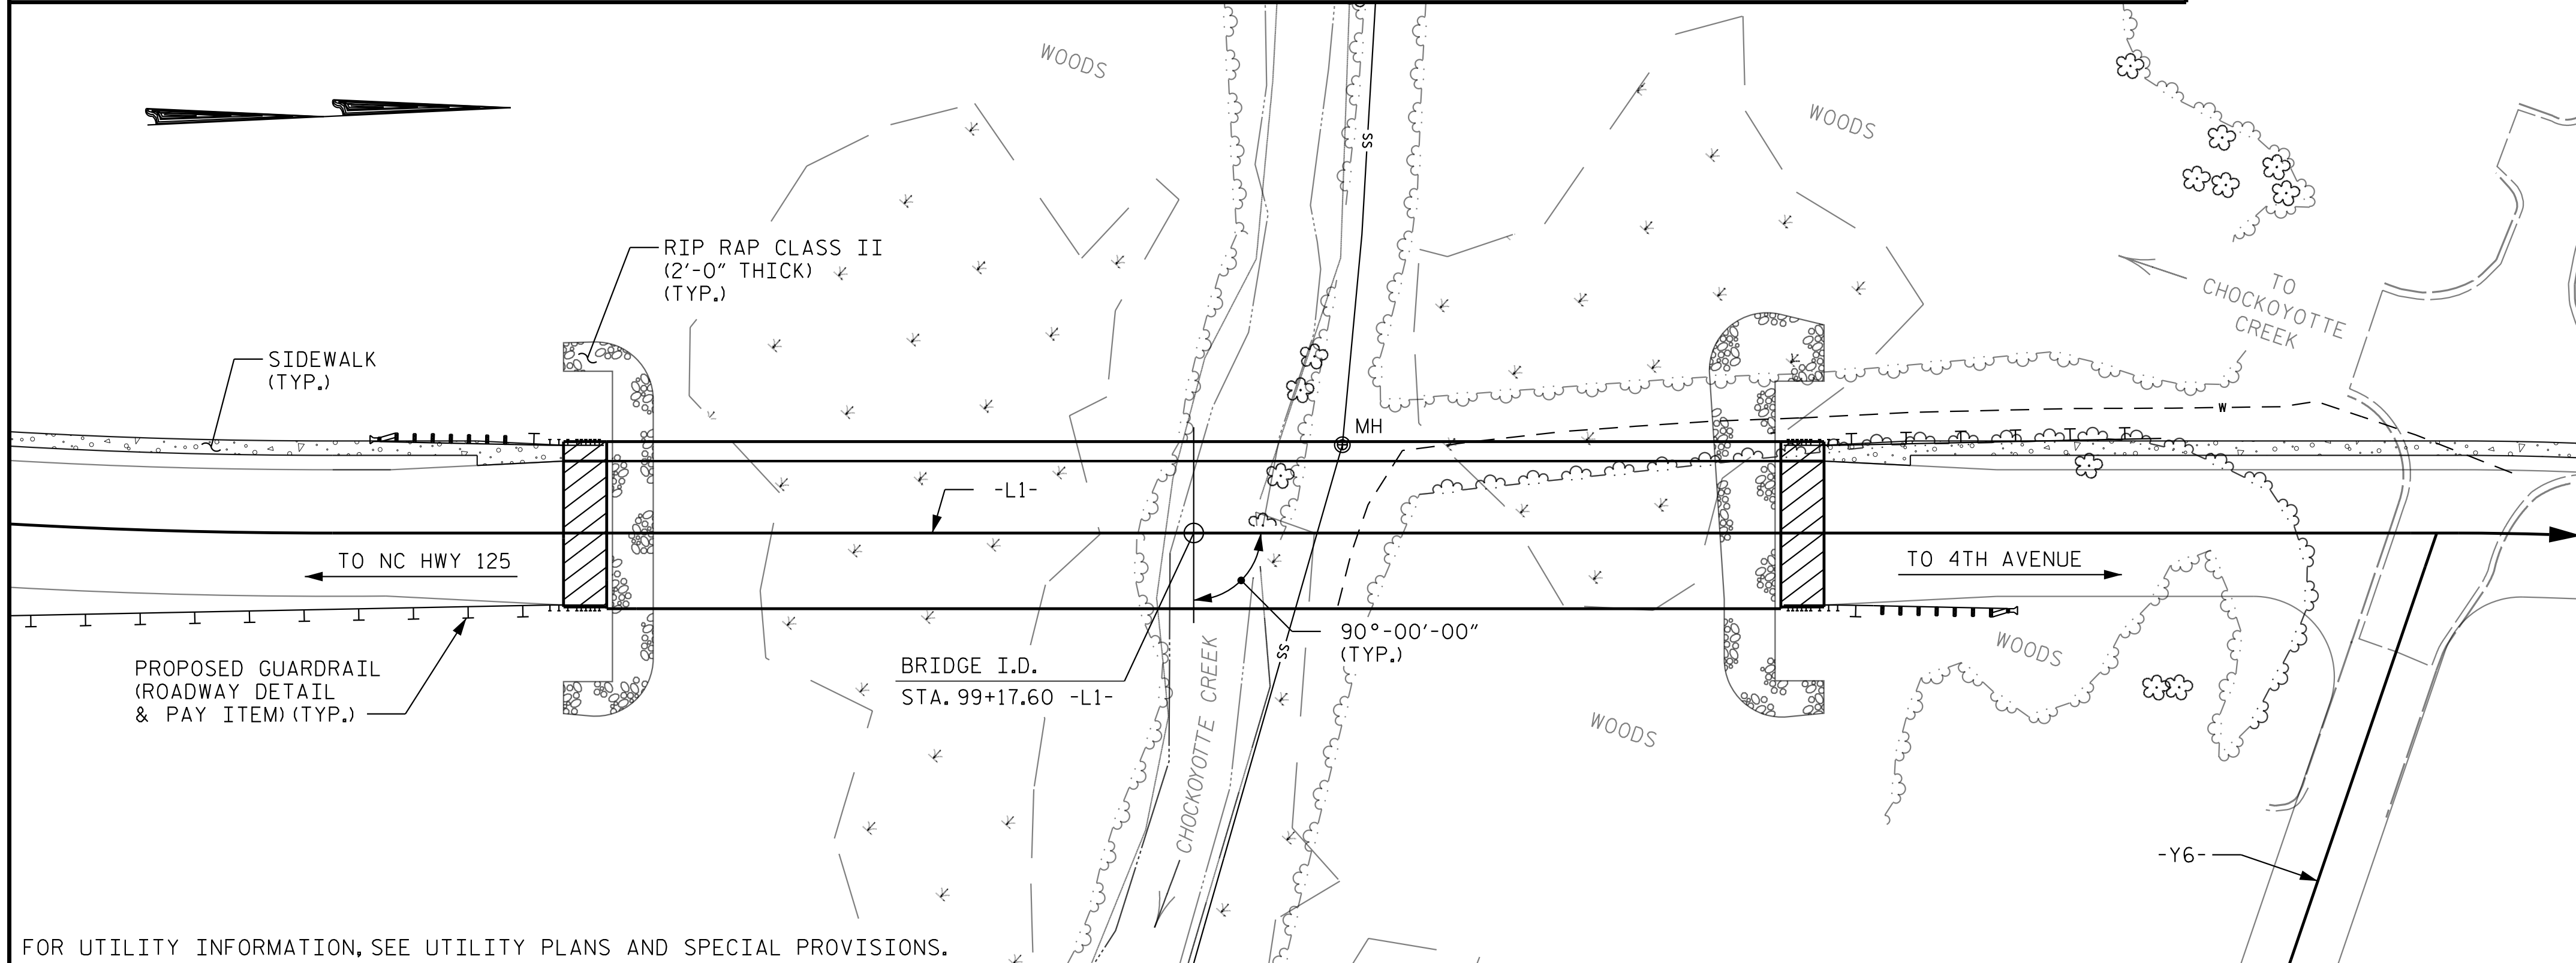 WOODS
WOODS
SS
RIP RAP CLASS II
(2'-0" THICK)
(TYP.)
TO
CHOCKOYOTTE
CREEK
SIDEWALK
(TYP.)
W
MH
-L1-
TO NC HWY 125
TO 4TH AVENUE
90°-00'-00"
(TYP.)
SS
WOODS
BRIDGE I.D.
STA. 99+17.60 -L1-
PROPOSED GUARDRAIL
(ROADWAY DETAIL
& PAY ITEM) (TYP.)
CHOCKOYOTTE CREEK
WOODS
-Y6-
FOR UTILITY INFORMATION, SEE UTILITY PLANS AND SPECIAL PROVISIONS.